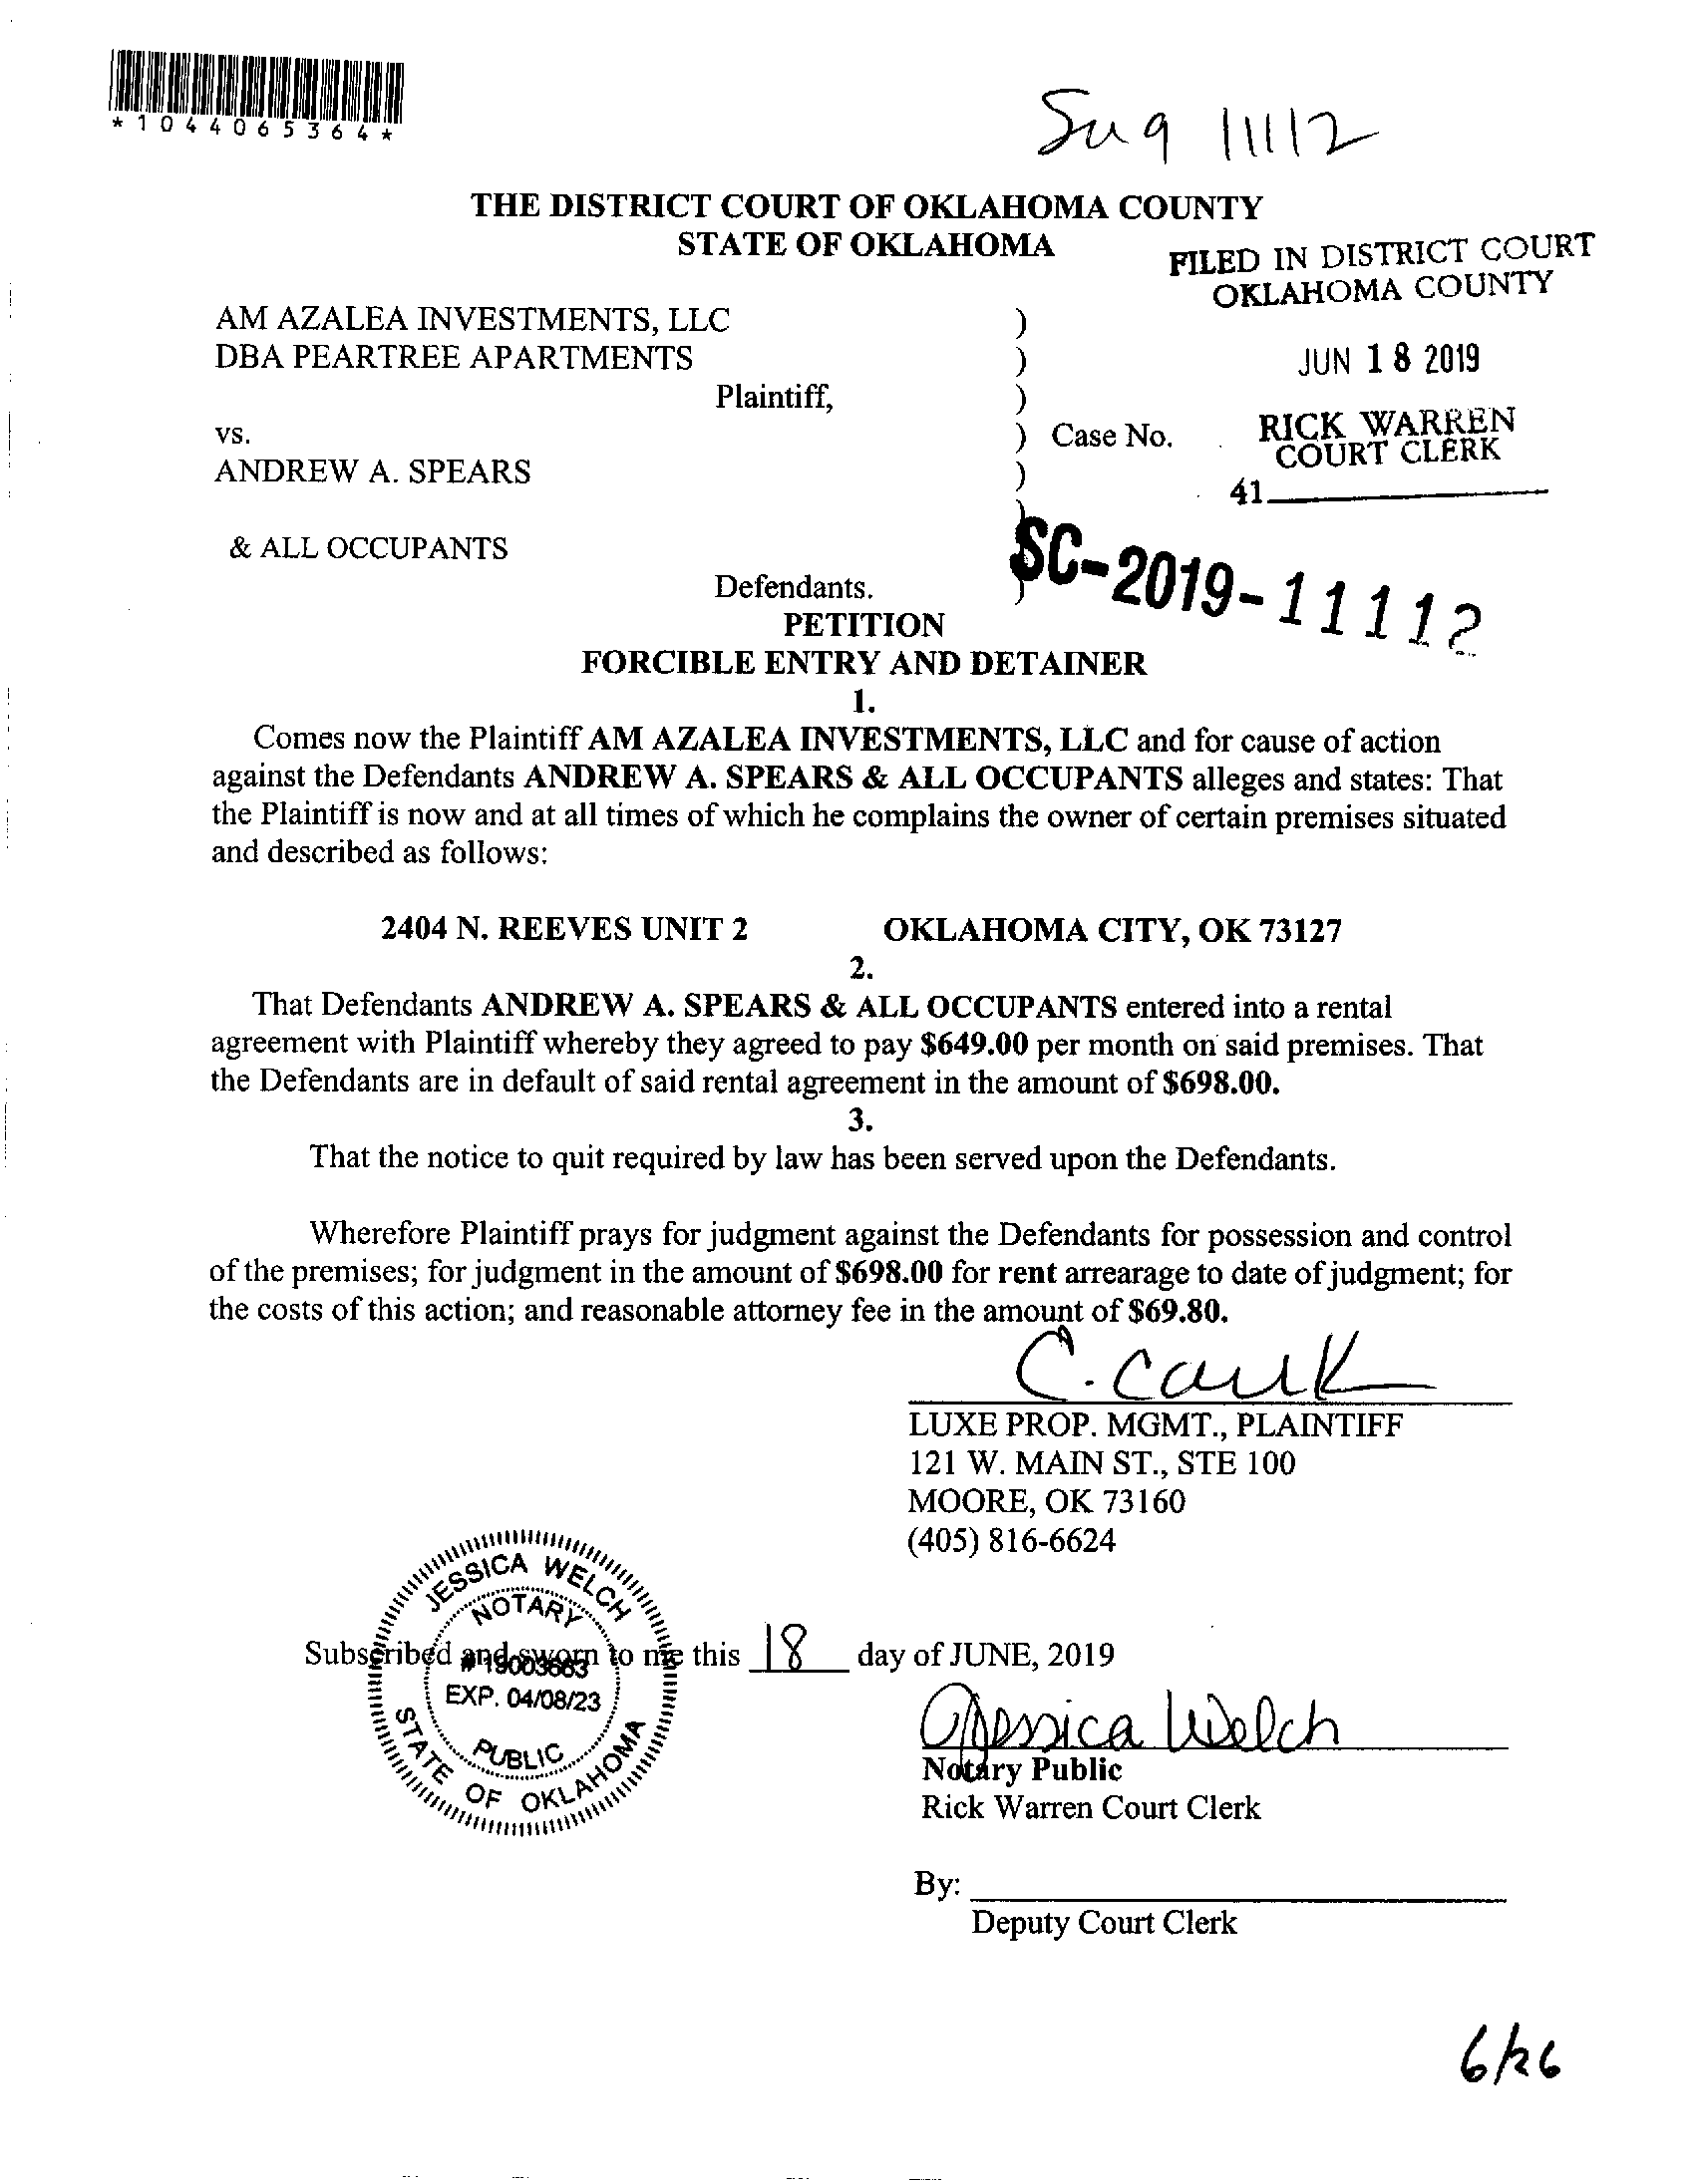 *1044065364*
THE DISTRICT COURT OF OKLAHOMA COUNTY
STATE OF OKLAHOMA
FILED IN DISTRICT COURT
OKLAHOMA COUNTY
AM AZALEA INVESTMENTS, LLC )
DBA PEARTREE APARTMENTS )
JUN 18 2019
Plaintiff, )
vs. ) Case No.
RICK WARREN
COURT CLERK
ANDREW A. SPEARS )
41
& ALL OCCUPANTS )
SC-2019-11112
Defendants. )
PETITION
FORCIBLE ENTRY AND DETAINER
1.
Comes now the Plaintiff AM AZALEA INVESTMENTS, LLC and for cause of action
against the Defendants ANDREW A. SPEARS & ALL OCCUPANTS alleges and states: That
the Plaintiff is now and at all times of which he complains the owner of certain premises situated
and described as follows:
2404 N. REEVES UNIT 2 OKLAHOMA CITY, OK 73127
2.
That Defendants ANDREW A. SPEARS & ALL OCCUPANTS entered into a rental
agreement with Plaintiff whereby they agreed to pay $649.00 per month on said premises. That
the Defendants are in default of said rental agreement in the amount of $698.00.
3.
That the notice to quit required by law has been served upon the Defendants.
Wherefore Plaintiff prays for judgment against the Defendants for possession and control
of the premises; for judgment in the amount of $698.00 for rent arrearage to date of judgment; for
the costs of this action; and reasonable attorney fee in the amount of $69.80.
C. Caulk
LUXE PROP. MGMT., PLAINTIFF
121 W. MAIN ST., STE 100
MOORE, OK 73160
(405) 816-6624
JESSICA WELCH
NOTARY
Subscribed and sworn to me this 18 day of JUNE, 2019
# 19003663
EXP. 04/08/23
PUBLIC
STATE OF OKLAHOMA
Jessica Welch
Notary Public
Rick Warren Court Clerk
By:
Deputy Court Clerk
6/26